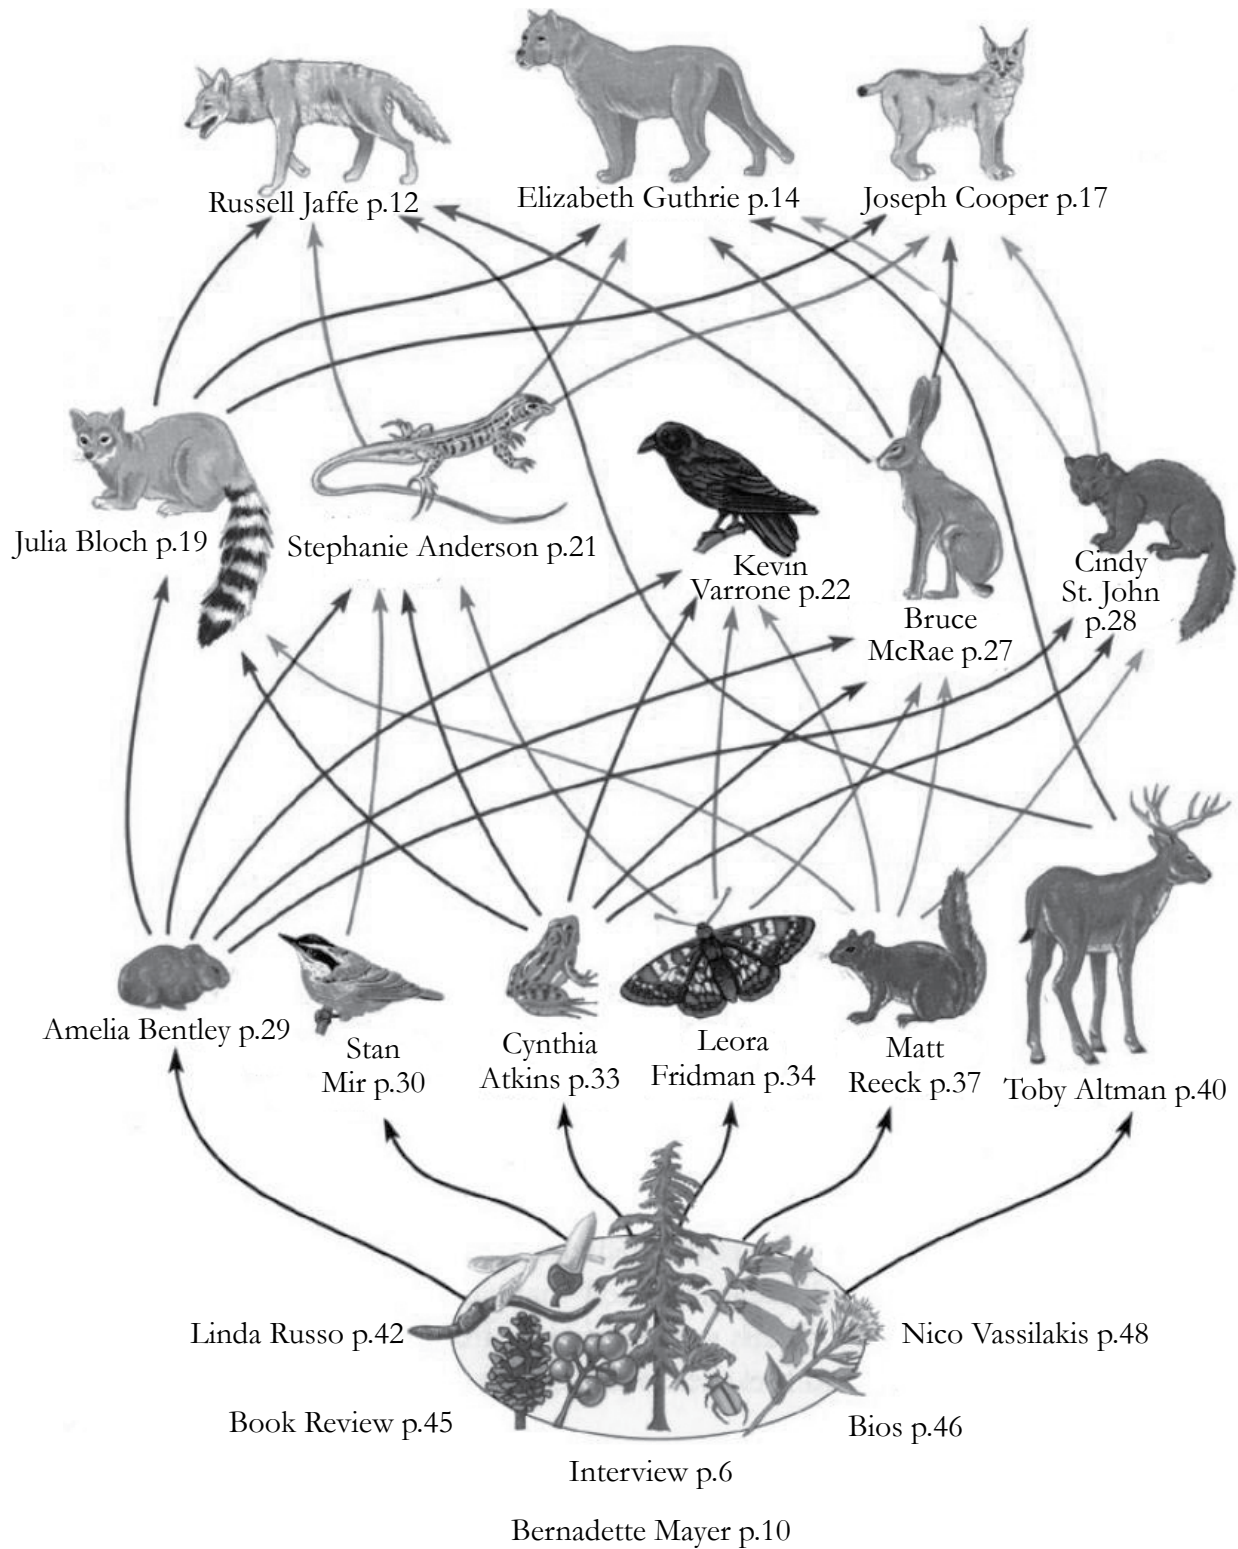 Russell Jaffe p.12
Elizabeth Guthrie p.14
Joseph Cooper p.17
Julia Bloch p.19
Stephanie Anderson p.21
Kevin
Varrone p.22
Bruce
McRae p.27
Cindy
St. John
p.28
Amelia Bentley p.29
Stan
Mir p.30
Cynthia
Atkins p.33
Leora
Fridman p.34
Matt
Reeck p.37
Toby Altman p.40
Linda Russo p.42
Nico Vassilakis p.48
Book Review p.45
Bios p.46
Interview p.6
Bernadette Mayer p.10